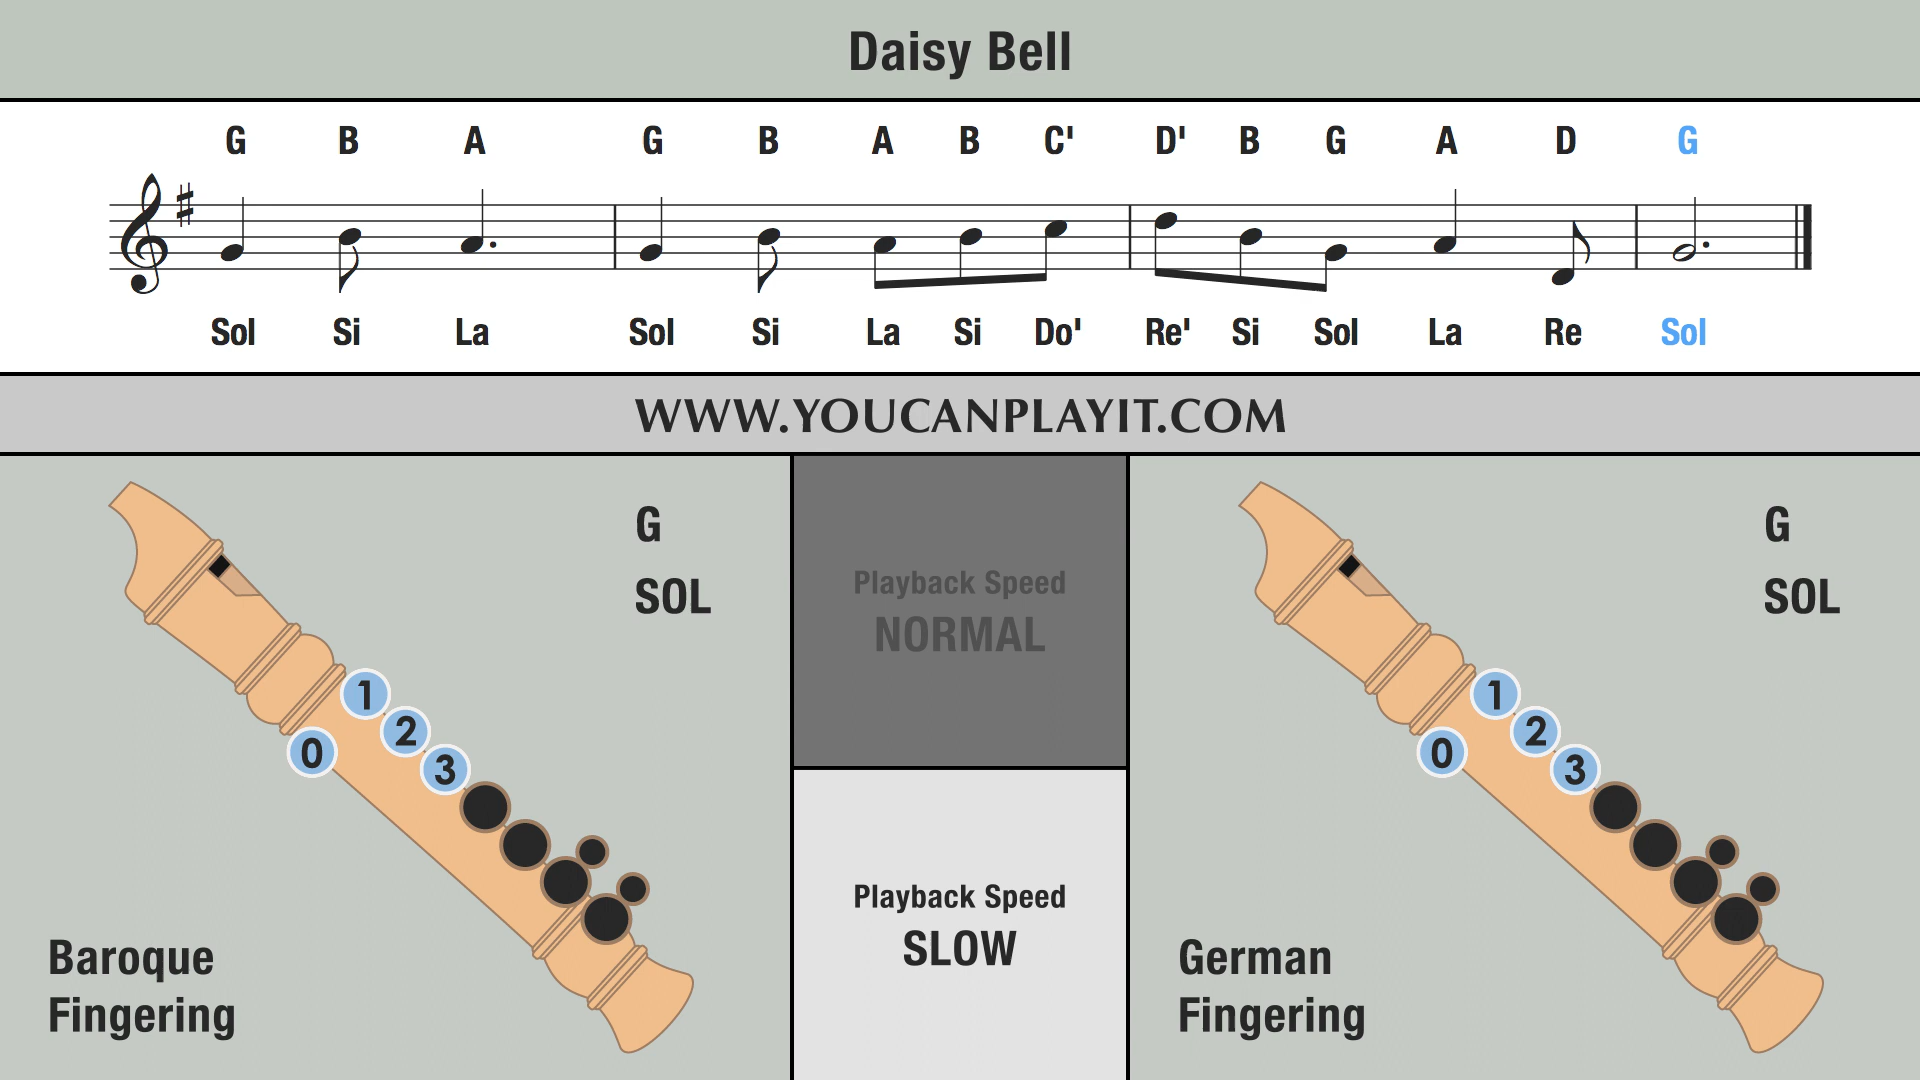 Daisy Bell
G B A G B A B C' D' B G A D G
Sol Si La Sol Si La Si Do' Re' Si Sol La Re Sol
WWW.YOUCANPLAYIT.COM
G
SOL
1
2
3
0
Baroque
Fingering
Playback Speed
NORMAL
Playback Speed
SLOW
G
SOL
1
2
3
0
German
Fingering